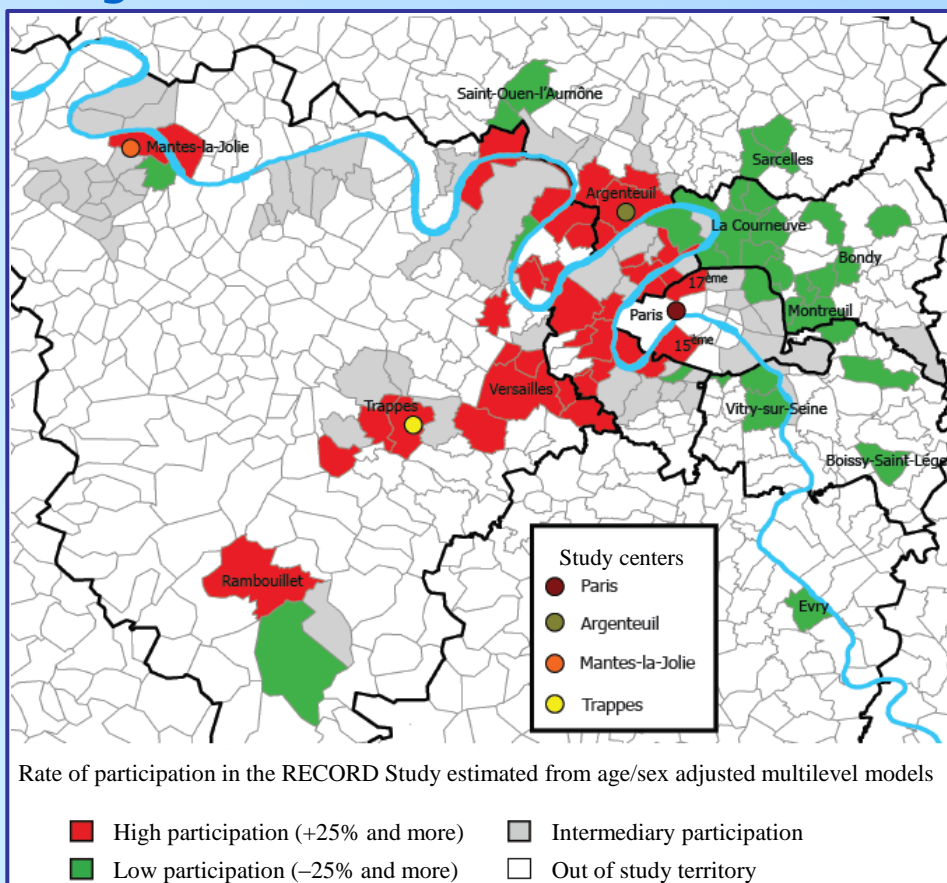 Saint-Ouen-l'Aumône
Mantes-la-Jolie
Sarcelles
Argenteuil
La Courneuve
Bondy
17ème
Montreuil
Paris
15ème
Versailles
Trappes
Vitry-sur-Seine
Boissy-Saint-Lége
Rambouillet
Evry
Study centers
Paris
Argenteuil
Mantes-la-Jolie
Trappes
Rate of participation in the RECORD Study estimated from age/sex adjusted multilevel models
High participation (+25% and more)
Intermediary participation
Low participation (–25% and more)
Out of study territory